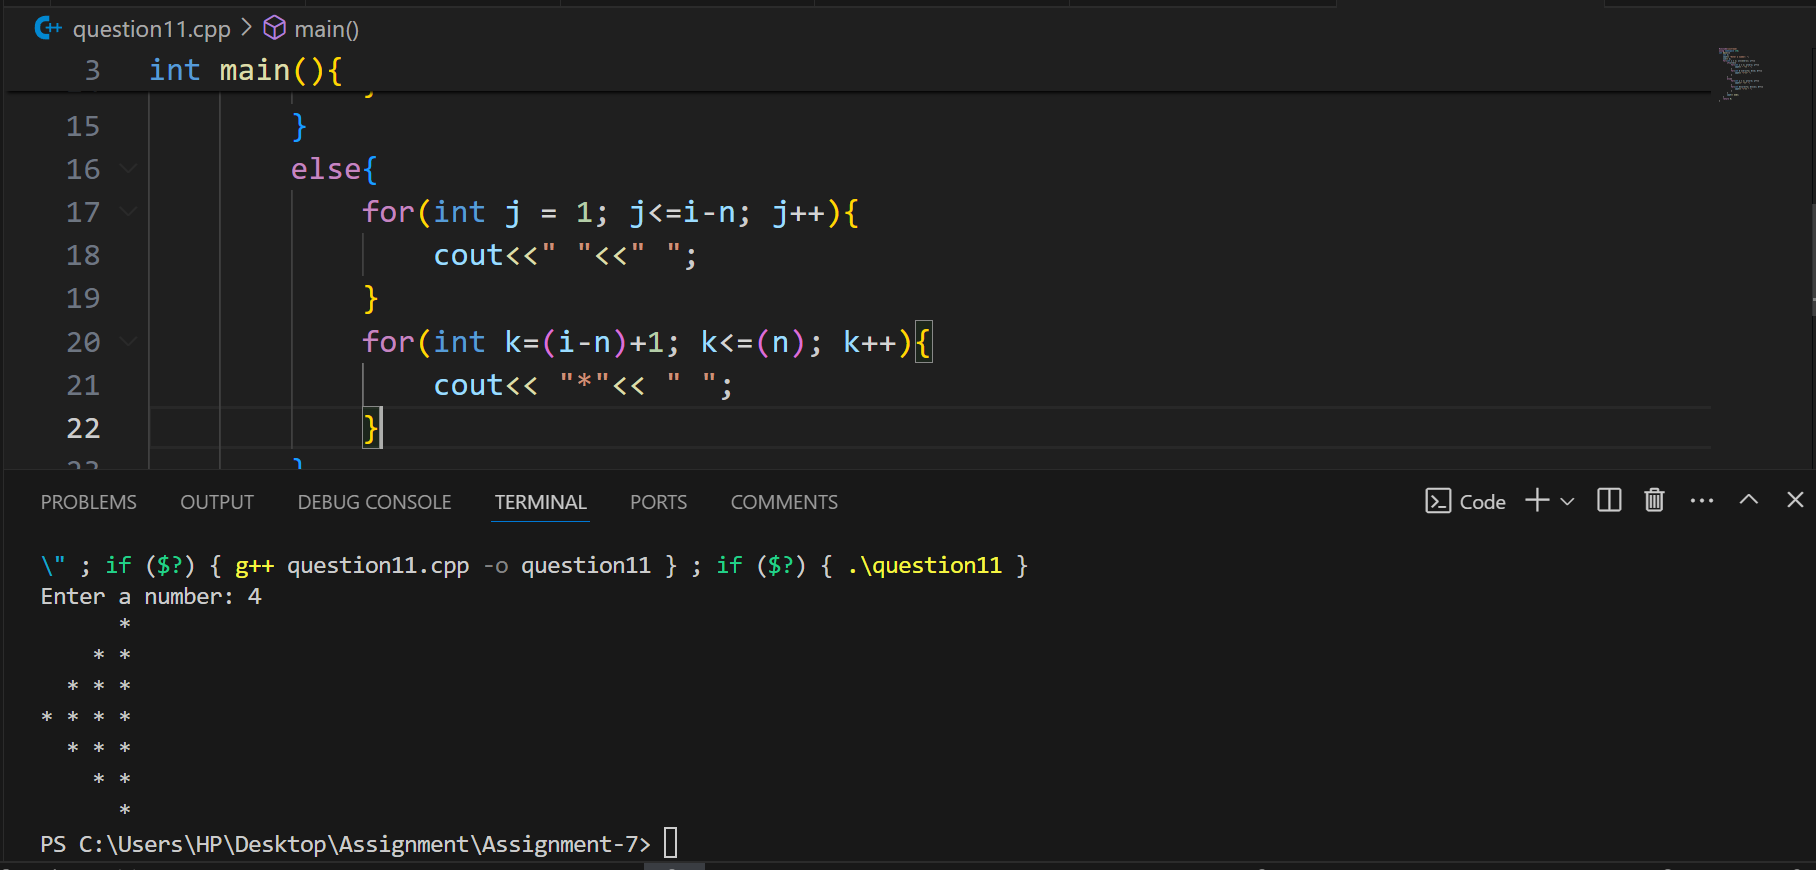 question11.cpp > main()
3 int main(){
15 }
16 else{
17 for(int j = 1; j<=i-n; j++){
18 cout<<" "<<" ";
19 }
20 for(int k=(i-n)+1; k<=(n); k++){
21 cout<< "*"<< " ";
22 }
PROBLEMS OUTPUT DEBUG CONSOLE TERMINAL PORTS COMMENTS Code
\" ; if ($?) { g++ question11.cpp -o question11 } ; if ($?) { .\question11 }
Enter a number: 4
      *
    * *
  * * *
* * * *
  * * *
    * *
      *
PS C:\Users\HP\Desktop\Assignment\Assignment-7>